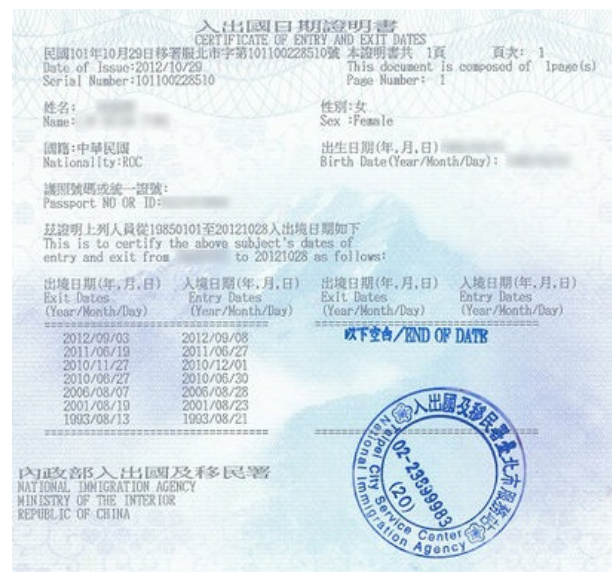 入出國日期證明書
CERTIFICATE OF ENTRY AND EXIT DATES
民國101年10月29日移署服北市字第101100228510號 本證明書共 1頁 頁次: 1
Date of Issue:2012/10/29 This document is composed of 1page(s)
Serial Number:101100228510 Page Number: 1
姓名: 性別:女
Name: Sex :Female
國籍:中華民國 出生日期(年,月,日)
Nationality:ROC Birth Date(Year/Month/Day):
護照號碼或統一證號:
Passport NO OR ID:
茲證明上列人員從19850101至20121028入出境日期如下
This is to certify the above subject's dates of
entry and exit from to 20121028 as follows:
出境日期(年,月,日) 入境日期(年,月,日) 出境日期(年,月,日) 入境日期(年,月,日)
Exit Dates Entry Dates Exit Dates Entry Dates
(Year/Month/Day) (Year/Month/Day) (Year/Month/Day) (Year/Month/Day)
以下空白/END OF DATE
2012/09/03 2012/09/08
2011/06/19 2011/06/27
2010/11/27 2010/12/01
2010/06/27 2010/06/30
2006/08/07 2006/08/28
2001/08/19 2001/08/23
1993/08/13 1993/08/21
內政部入出國及移民署
NATIONAL IMMIGRATION AGENCY
MINISTRY OF THE INTERIOR
REPUBLIC OF CHINA
入出國及移民署臺北市服務站
Taipei City Service Center
02-23899983
(20)
National Immigration Agency